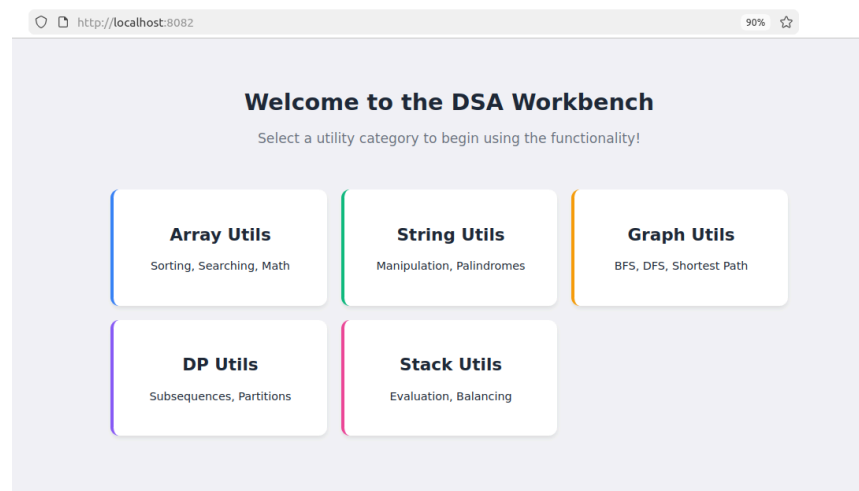 http://localhost:8082
90%
Welcome to the DSA Workbench
Select a utility category to begin using the functionality!
Array Utils
Sorting, Searching, Math
String Utils
Manipulation, Palindromes
Graph Utils
BFS, DFS, Shortest Path
DP Utils
Subsequences, Partitions
Stack Utils
Evaluation, Balancing